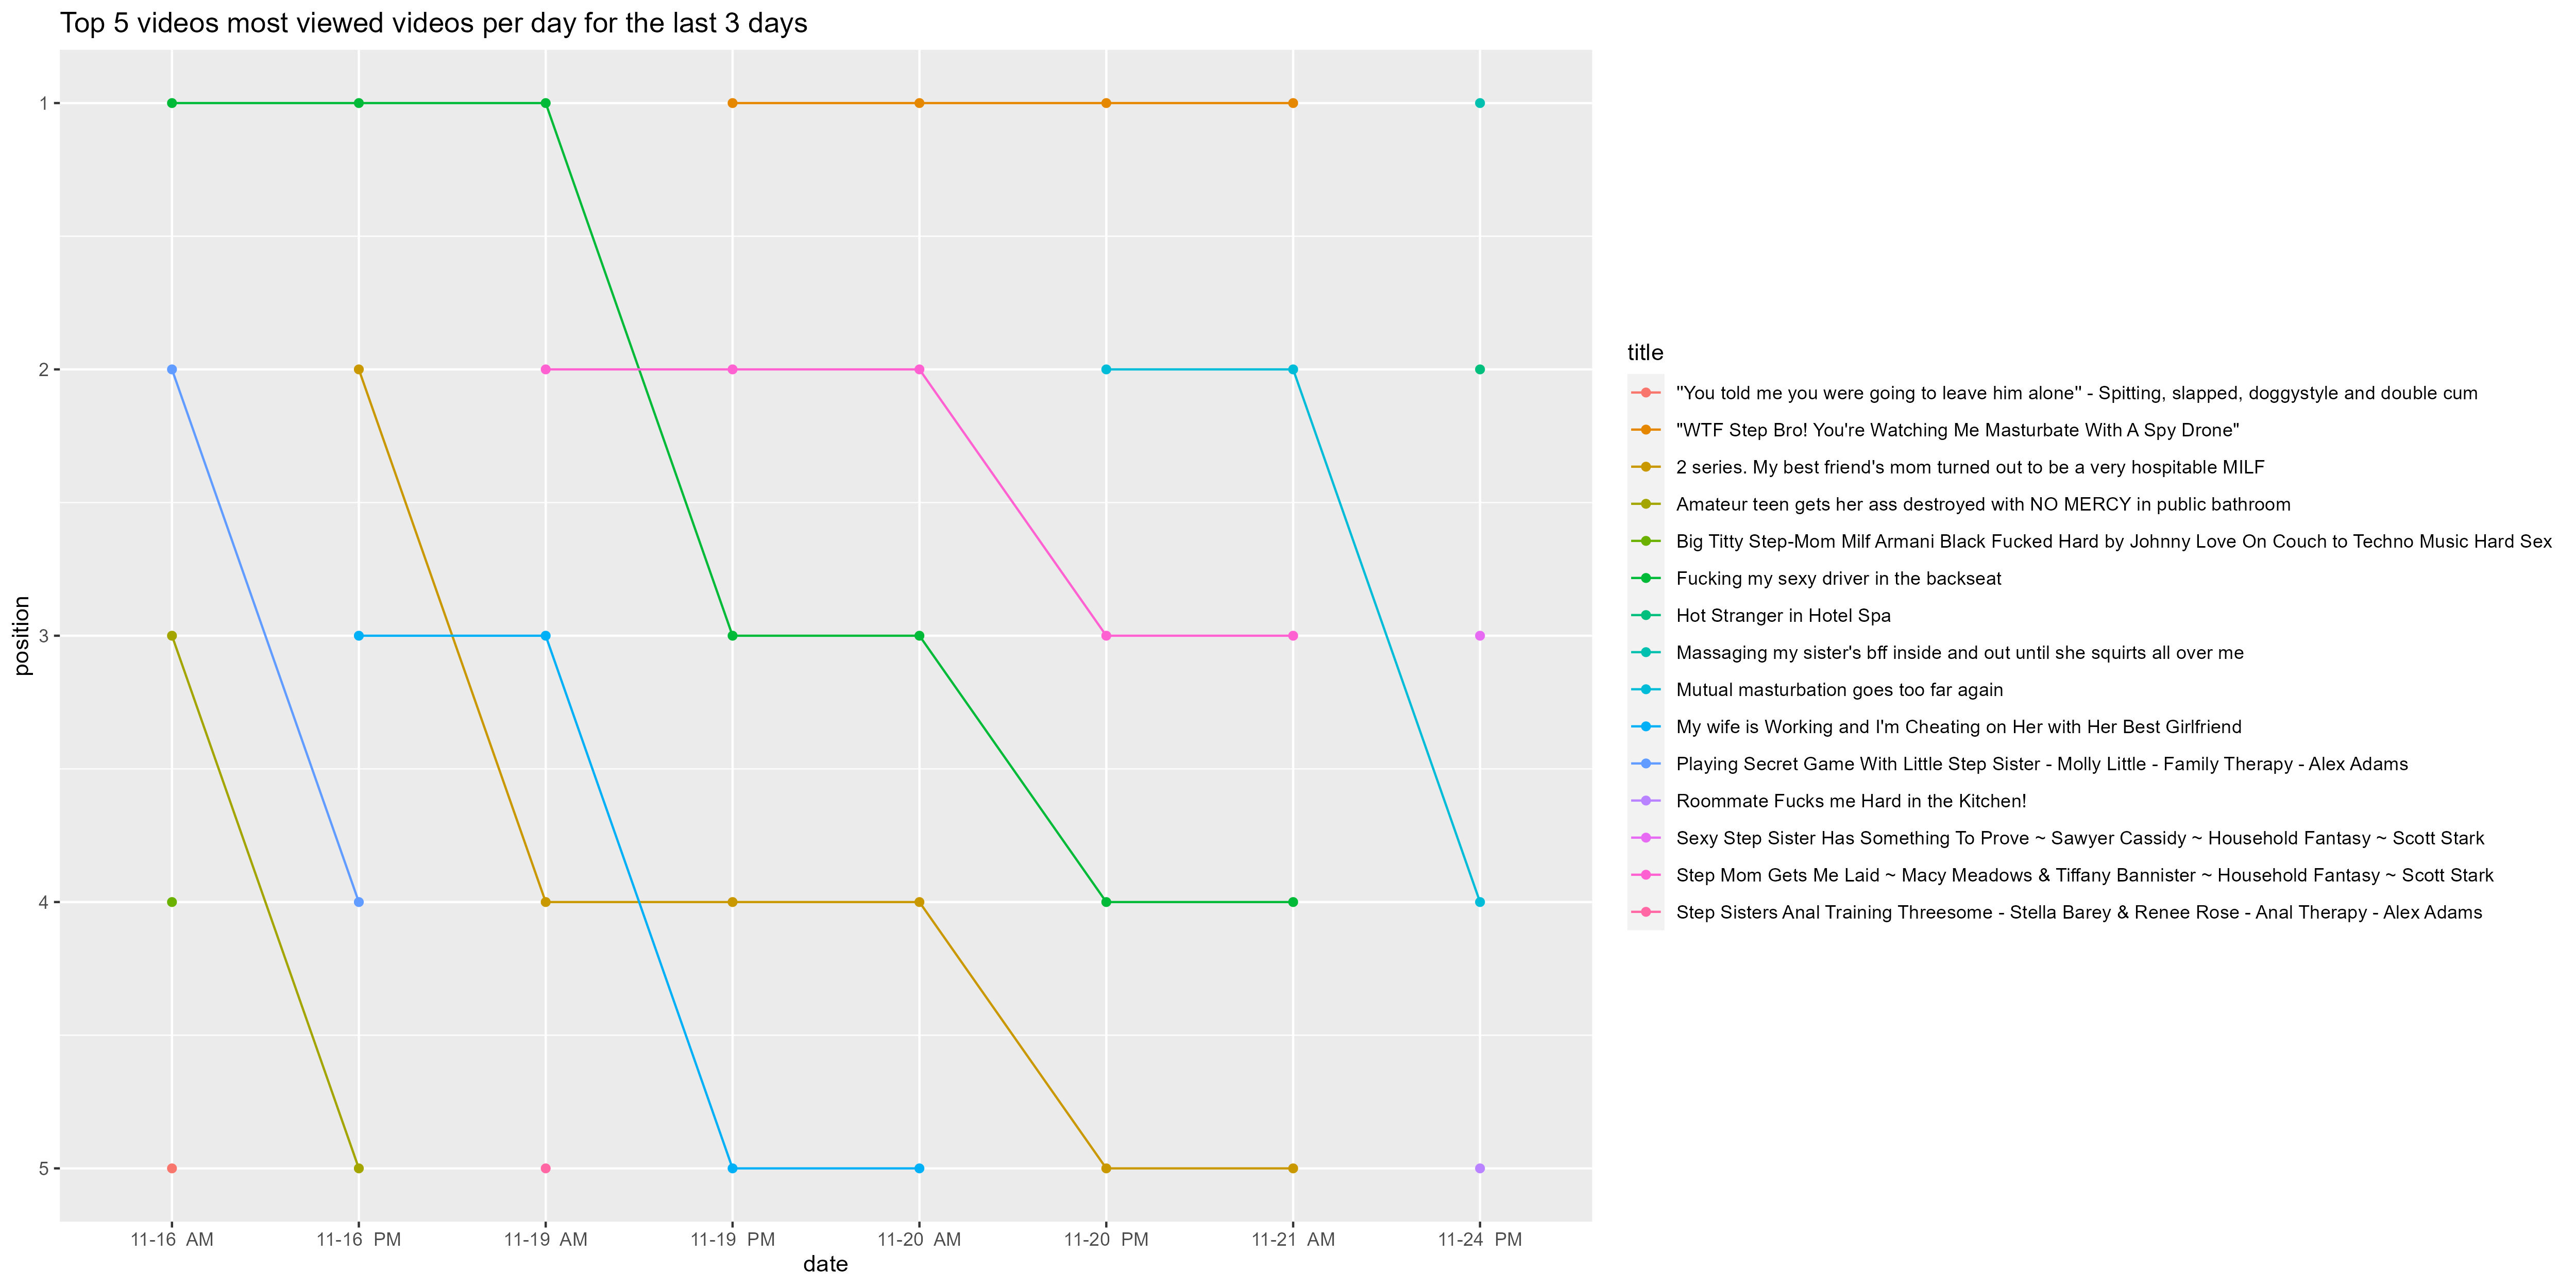 Top 5 videos most viewed videos per day for the last 3 days
position
1
2
3
4
5
11-16 AM
11-16 PM
11-19 AM
11-19 PM
11-20 AM
11-20 PM
11-21 AM
11-24 PM
date
title
"You told me you were going to leave him alone" - Spitting, slapped, doggystyle and double cum
"WTF Step Bro! You're Watching Me Masturbate With A Spy Drone"
2 series. My best friend's mom turned out to be a very hospitable MILF
Amateur teen gets her ass destroyed with NO MERCY in public bathroom
Big Titty Step-Mom Milf Armani Black Fucked Hard by Johnny Love On Couch to Techno Music Hard Sex
Fucking my sexy driver in the backseat
Hot Stranger in Hotel Spa
Massaging my sister's bff inside and out until she squirts all over me
Mutual masturbation goes too far again
My wife is Working and I'm Cheating on Her with Her Best Girlfriend
Playing Secret Game With Little Step Sister - Molly Little - Family Therapy - Alex Adams
Roommate Fucks me Hard in the Kitchen!
Sexy Step Sister Has Something To Prove ~ Sawyer Cassidy ~ Household Fantasy ~ Scott Stark
Step Mom Gets Me Laid ~ Macy Meadows & Tiffany Bannister ~ Household Fantasy ~ Scott Stark
Step Sisters Anal Training Threesome - Stella Barey & Renee Rose - Anal Therapy - Alex Adams